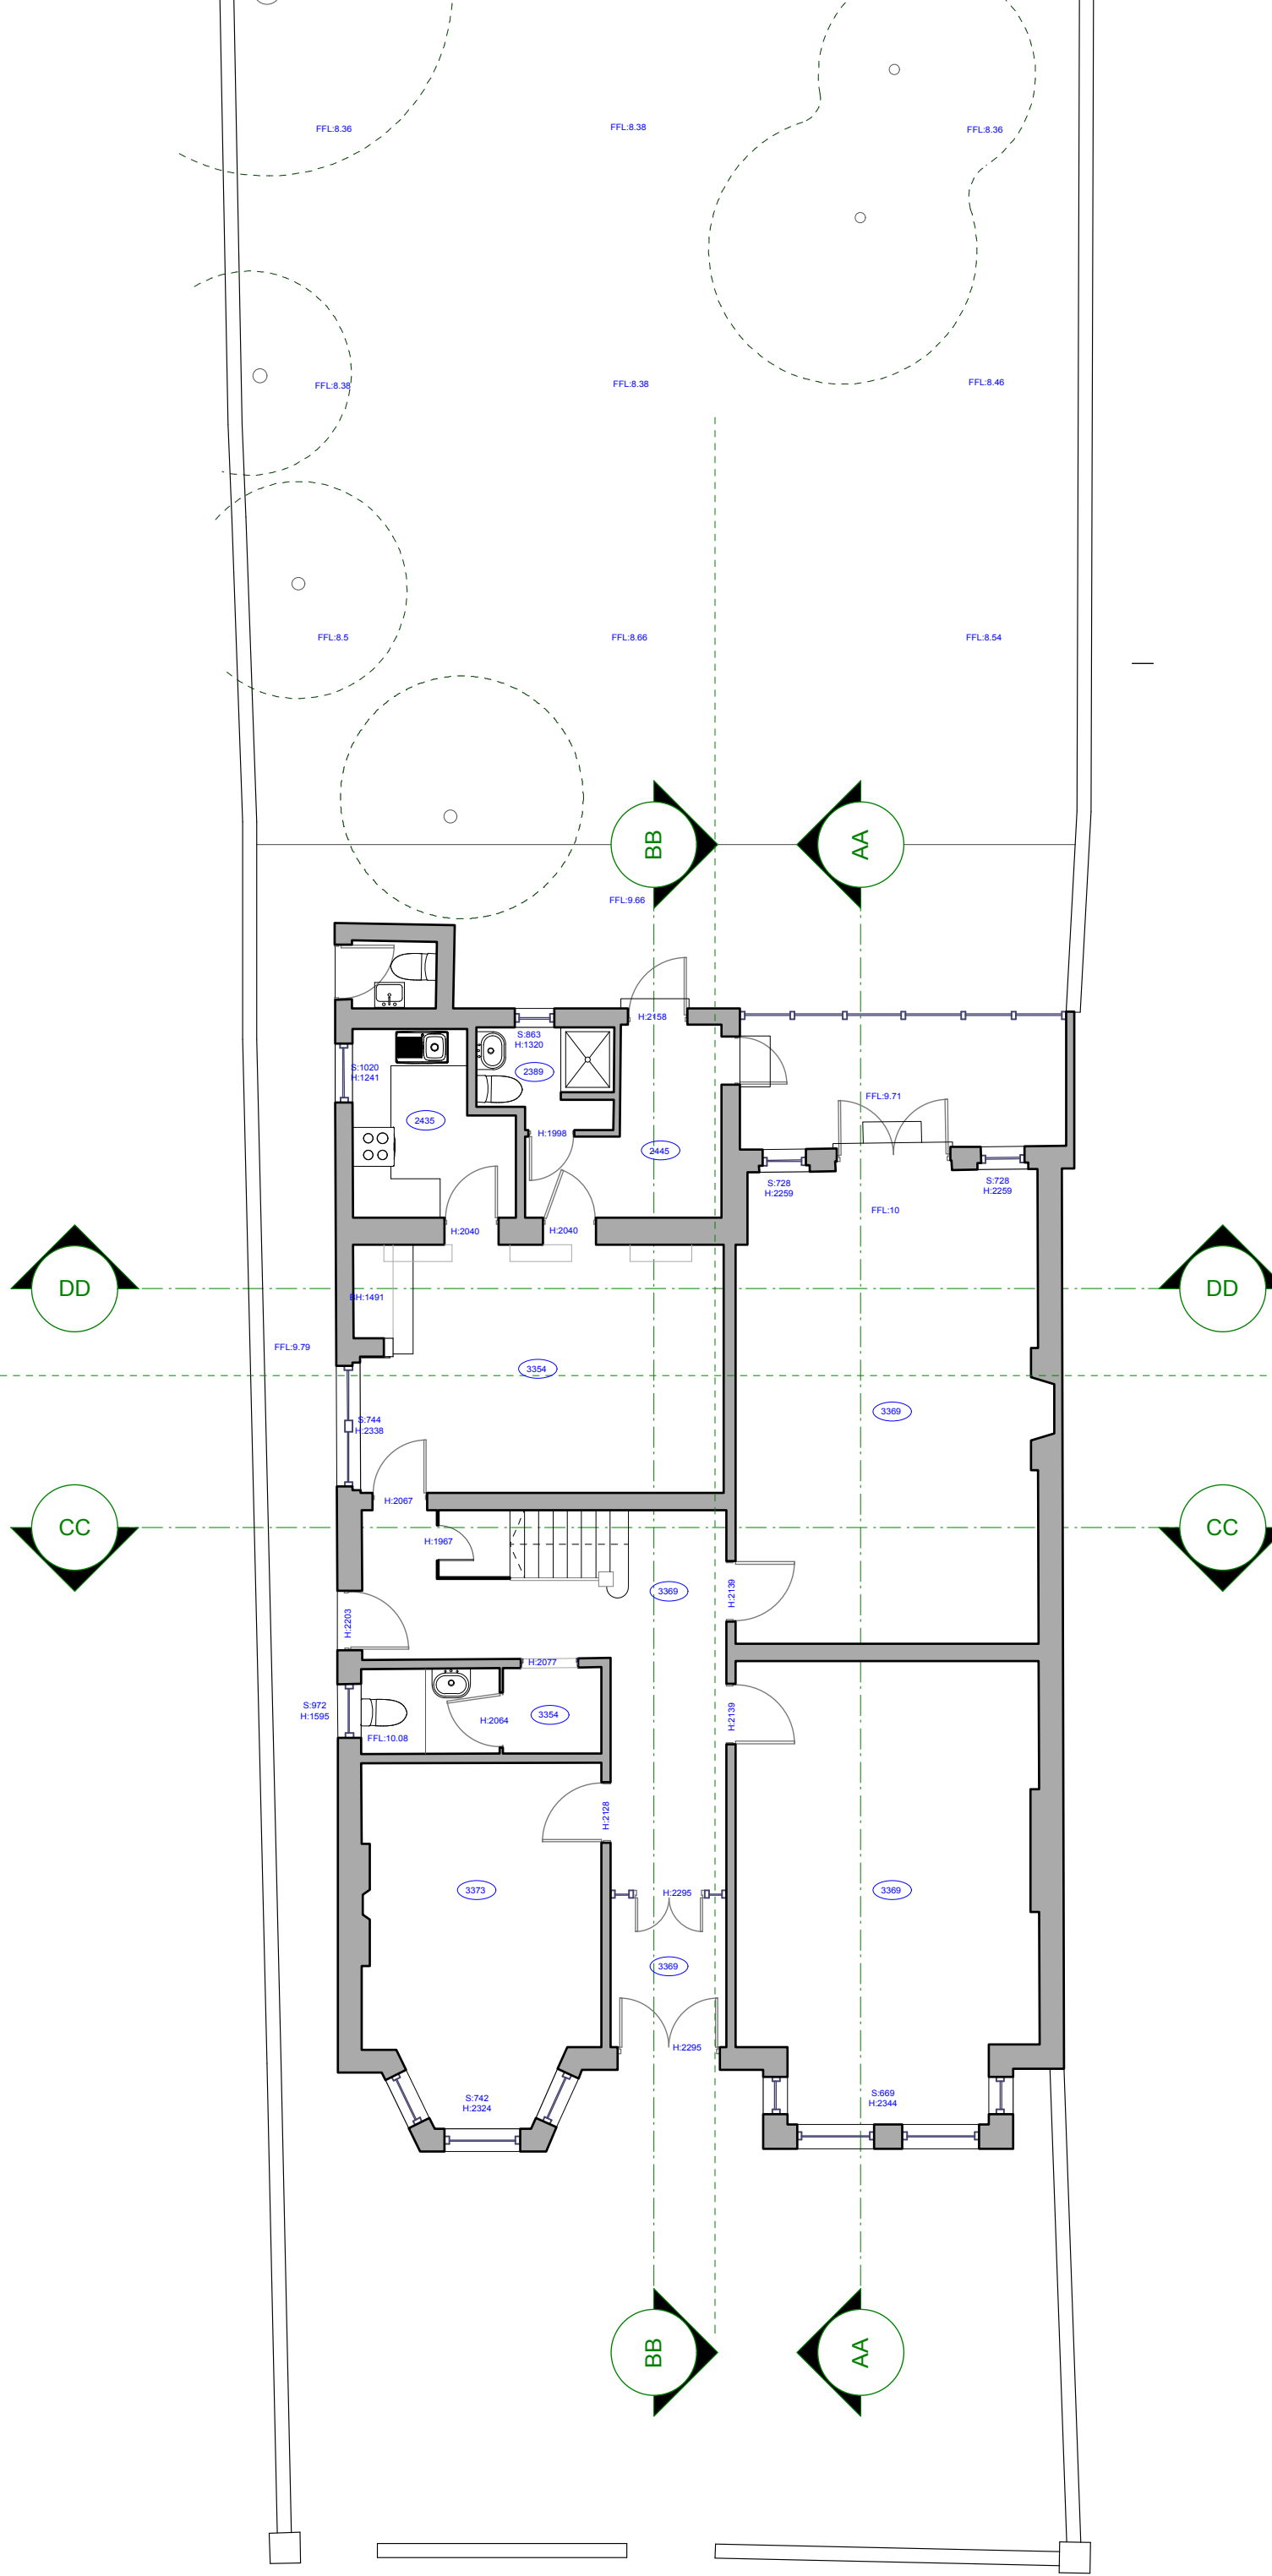 FFL:8.36
FFL:8.38
FFL:8.36
FFL:8.38
FFL:8.38
FFL:8.46
FFL:8.5
FFL:8.66
FFL:8.54
BB
AA
FFL:9.66
H:2158
S:863
H:1320
2389
S:1020
H:1241
2435
H:1998
2445
FFL:9.71
S:728
H:2259
S:728
H:2259
FFL:10
H:2040
H:2040
DD
DD
BH:1491
FFL:9.79
3354
3369
S:744
H:2338
H:2067
CC
CC
H:1967
3369
H:2139
H:2203
H:2077
S:972
H:1595
3354
H:2064
H:2139
FFL:10.08
H:2128
3373
3369
H:2295
3369
H:2295
S:742
H:2324
S:669
H:2344
BB
AA